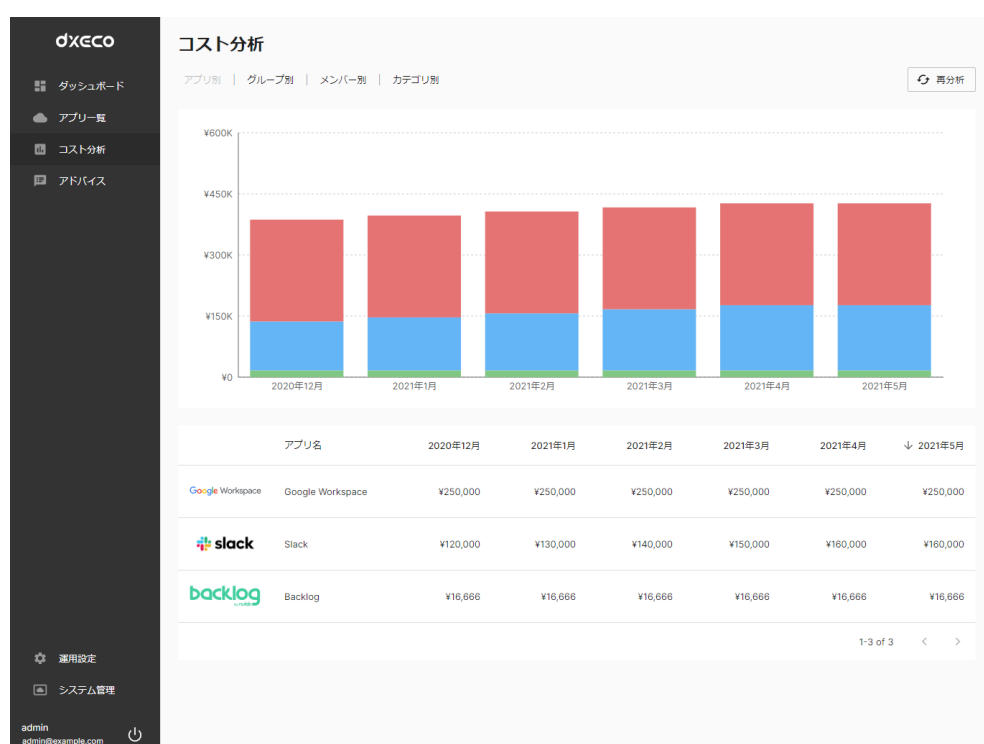 dxeco
ダッシュボード
アプリ一覧
コスト分析
アドバイス
運用設定
システム管理
admin
admin@example.com
コスト分析
アプリ別 グループ別 メンバー別 カテゴリ別
再分析
¥600K
¥450K
¥300K
¥150K
¥0
2020年12月 2021年1月 2021年2月 2021年3月 2021年4月 2021年5月
アプリ名 2020年12月 2021年1月 2021年2月 2021年3月 2021年4月 2021年5月
Google Workspace Google Workspace ¥250,000 ¥250,000 ¥250,000 ¥250,000 ¥250,000 ¥250,000
slack Slack ¥120,000 ¥130,000 ¥140,000 ¥150,000 ¥160,000 ¥160,000
backlog Backlog ¥16,666 ¥16,666 ¥16,666 ¥16,666 ¥16,666 ¥16,666
1-3 of 3